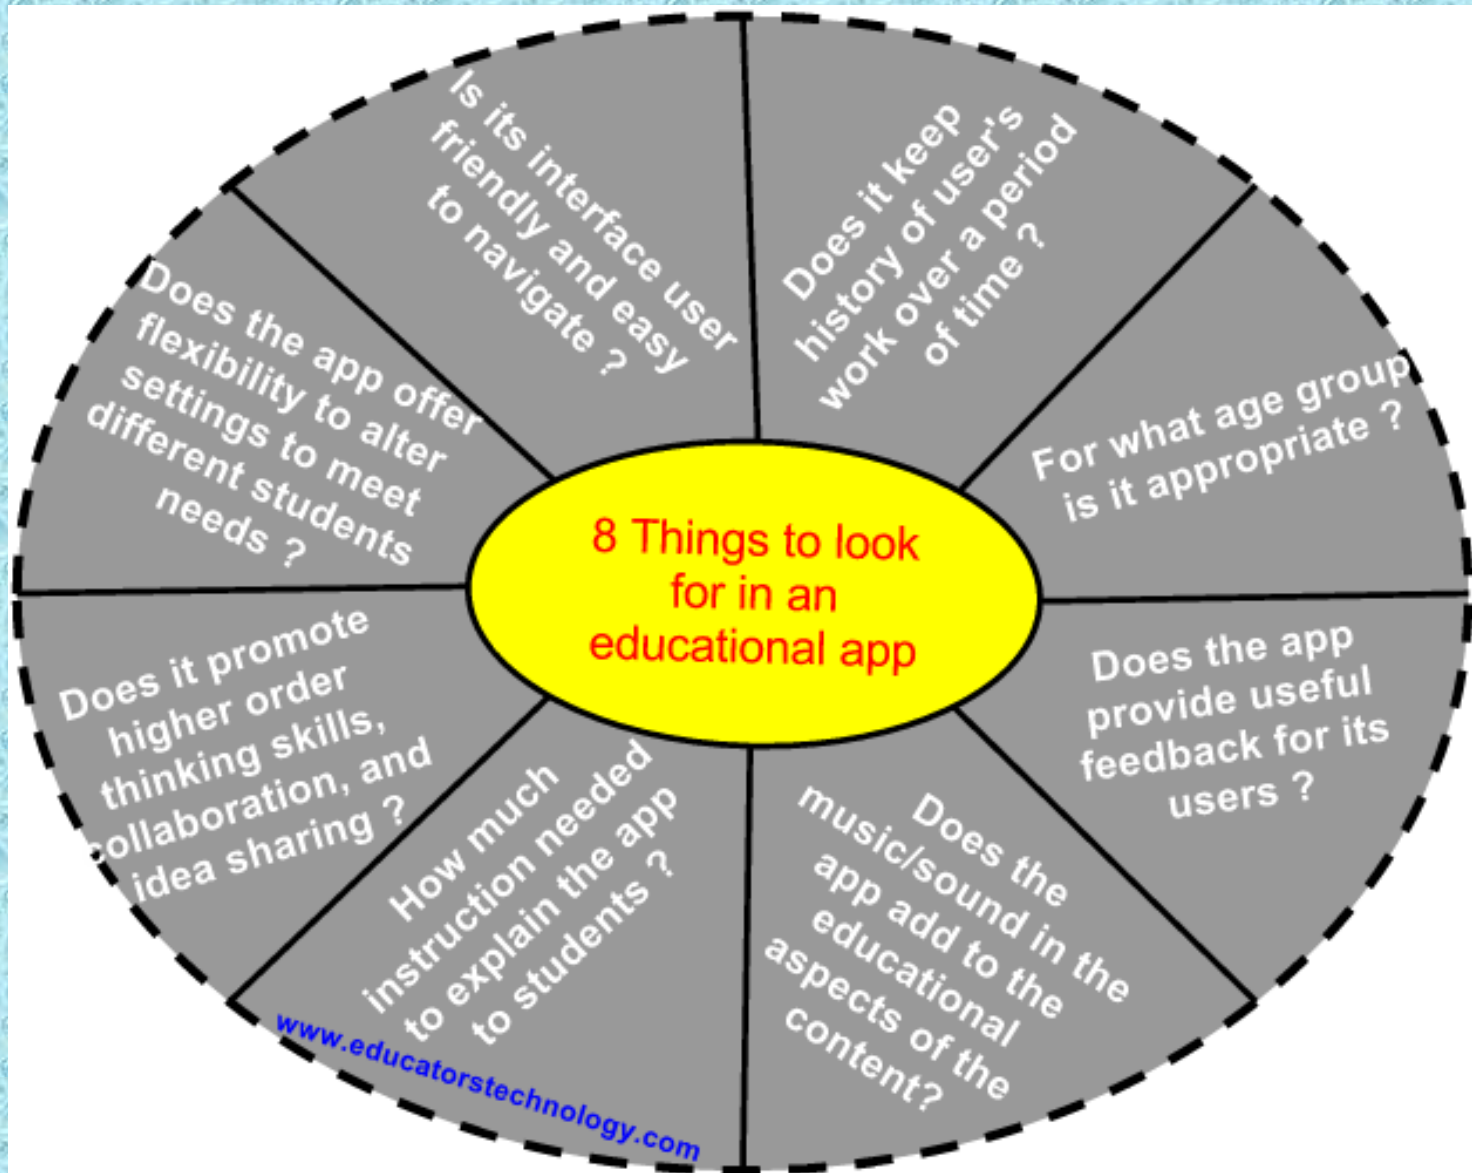 8 Things to look
for in an
educational app
Does it keep
history of user's
work over a period
of time ?
For what age group
is it appropriate ?
Does the app
provide useful
feedback for its
users ?
Does the
music/sound in the
app add to the
educational
aspects of the
content?
How much
instruction needed
to explain the app
to students ?
www.educatorstechnology.com
Does it promote
higher order
thinking skills,
collaboration, and
idea sharing ?
Does the app offer
flexibility to alter
settings to meet
different students
needs ?
Is its interface user
friendly and easy
to navigate ?